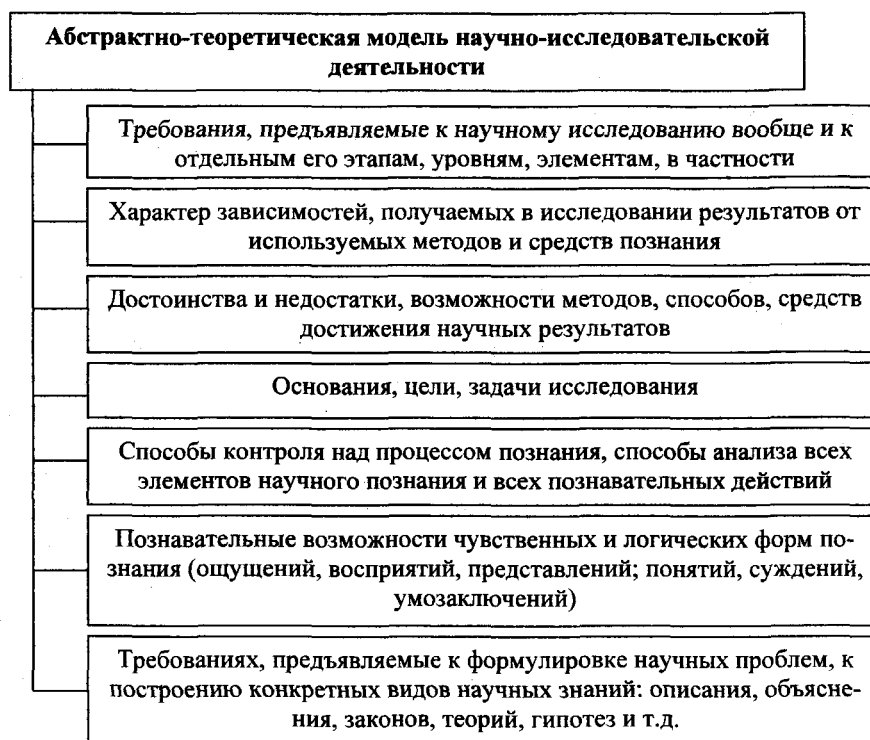 Абстрактно-теоретическая модель научно-исследовательской
деятельности
Требования, предъявляемые к научному исследованию вообще и к
отдельным его этапам, уровням, элементам, в частности
Характер зависимостей, получаемых в исследовании результатов от
используемых методов и средств познания
Достоинства и недостатки, возможности методов, способов, средств
достижения научных результатов
Основания, цели, задачи исследования
Способы контроля над процессом познания, способы анализа всех
элементов научного познания и всех познавательных действий
Познавательные возможности чувственных и логических форм по-
знания (ощущений, восприятий, представлений; понятий, суждений,
умозаключений)
Требованиях, предъявляемые к формулировке научных проблем, к
построению конкретных видов научных знаний: описания, объясне-
ния, законов, теорий, гипотез и т.д.